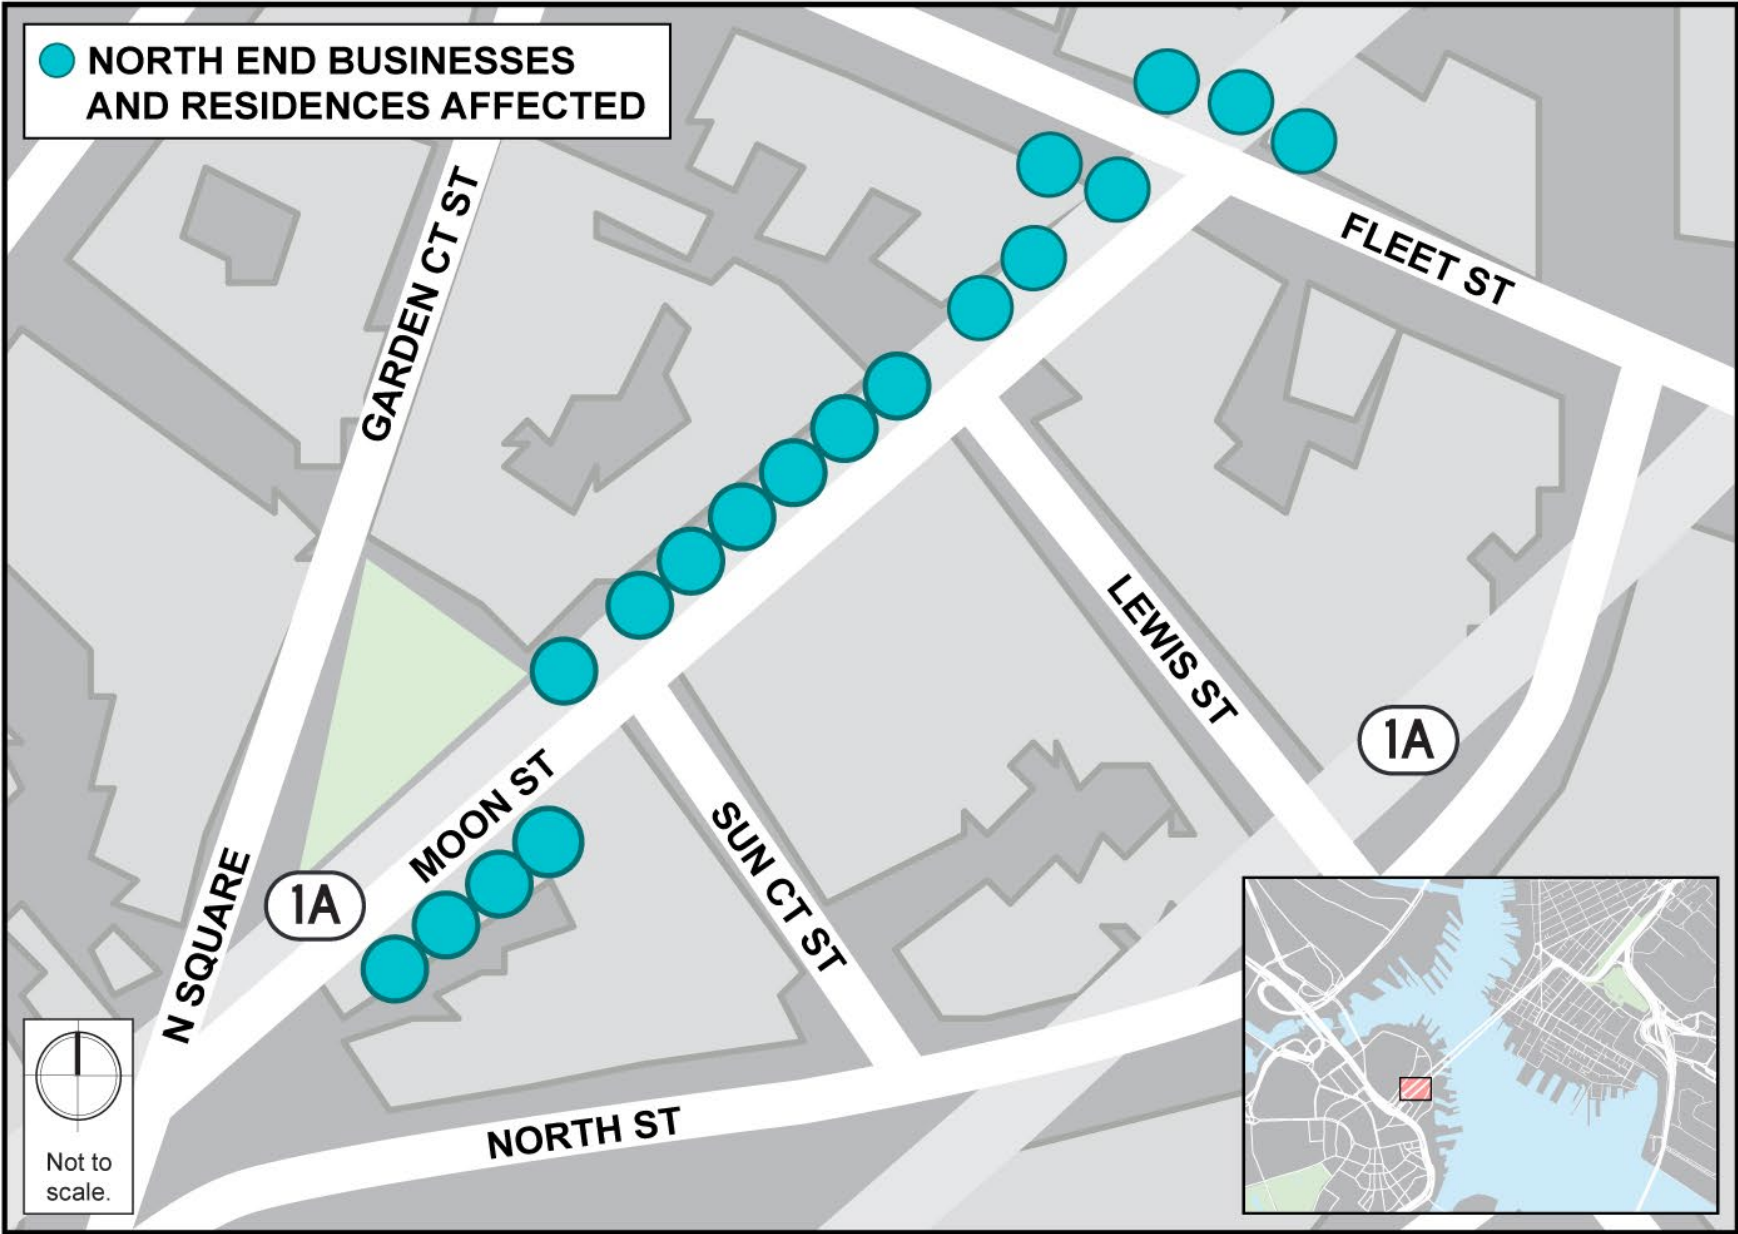 NORTH END BUSINESSES
AND RESIDENCES AFFECTED
GARDEN CT ST
FLEET ST
LEWIS ST
1A
MOON ST
SUN CT ST
1A
N SQUARE
NORTH ST
Not to
scale.